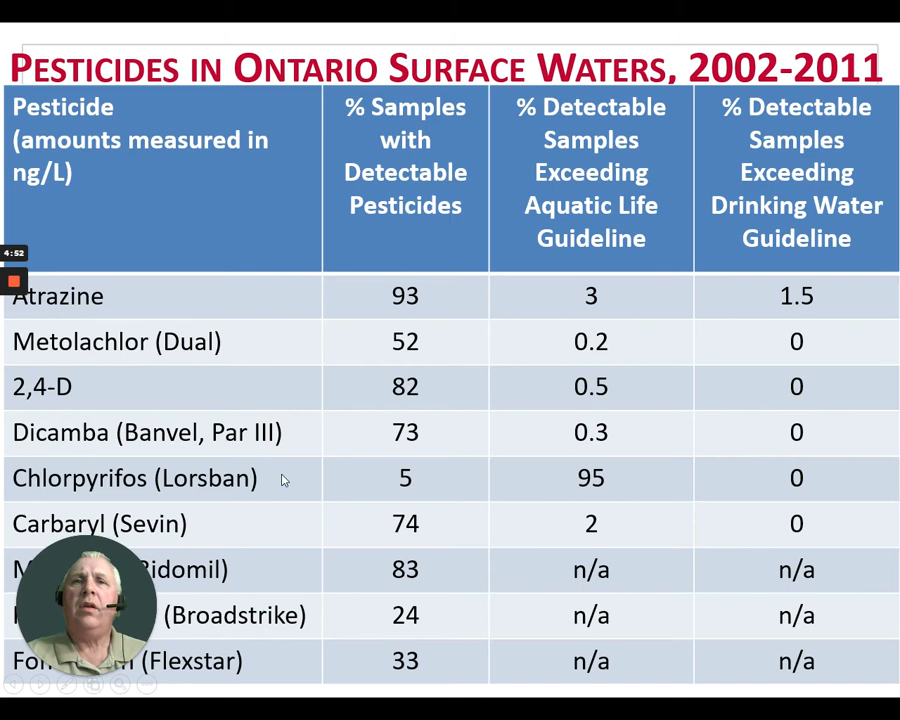 PESTICIDES IN ONTARIO SURFACE WATERS, 2002-2011
Pesticide
(amounts measured in
ng/L)
% Samples
with
Detectable
Pesticides
% Detectable
Samples
Exceeding
Aquatic Life
Guideline
% Detectable
Samples
Exceeding
Drinking Water
Guideline
4:52
Atrazine 93 3 1.5
Metolachlor (Dual) 52 0.2 0
2,4-D 82 0.5 0
Dicamba (Banvel, Par III) 73 0.3 0
Chlorpyrifos (Lorsban) 5 95 0
Carbaryl (Sevin) 74 2 0
(Ridomil) 83 n/a n/a
(Broadstrike) 24 n/a n/a
(Flexstar) 33 n/a n/a